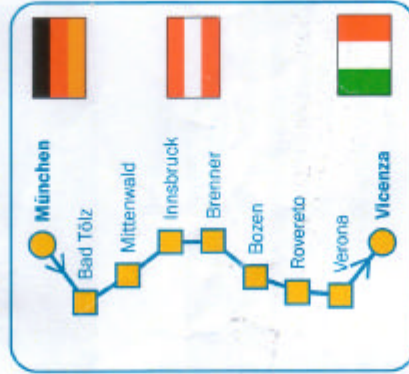 München
Bad Tölz
Mittenwald
Innsbruck
Brenner
Bozen
Rovereto
Verona
Vicenza